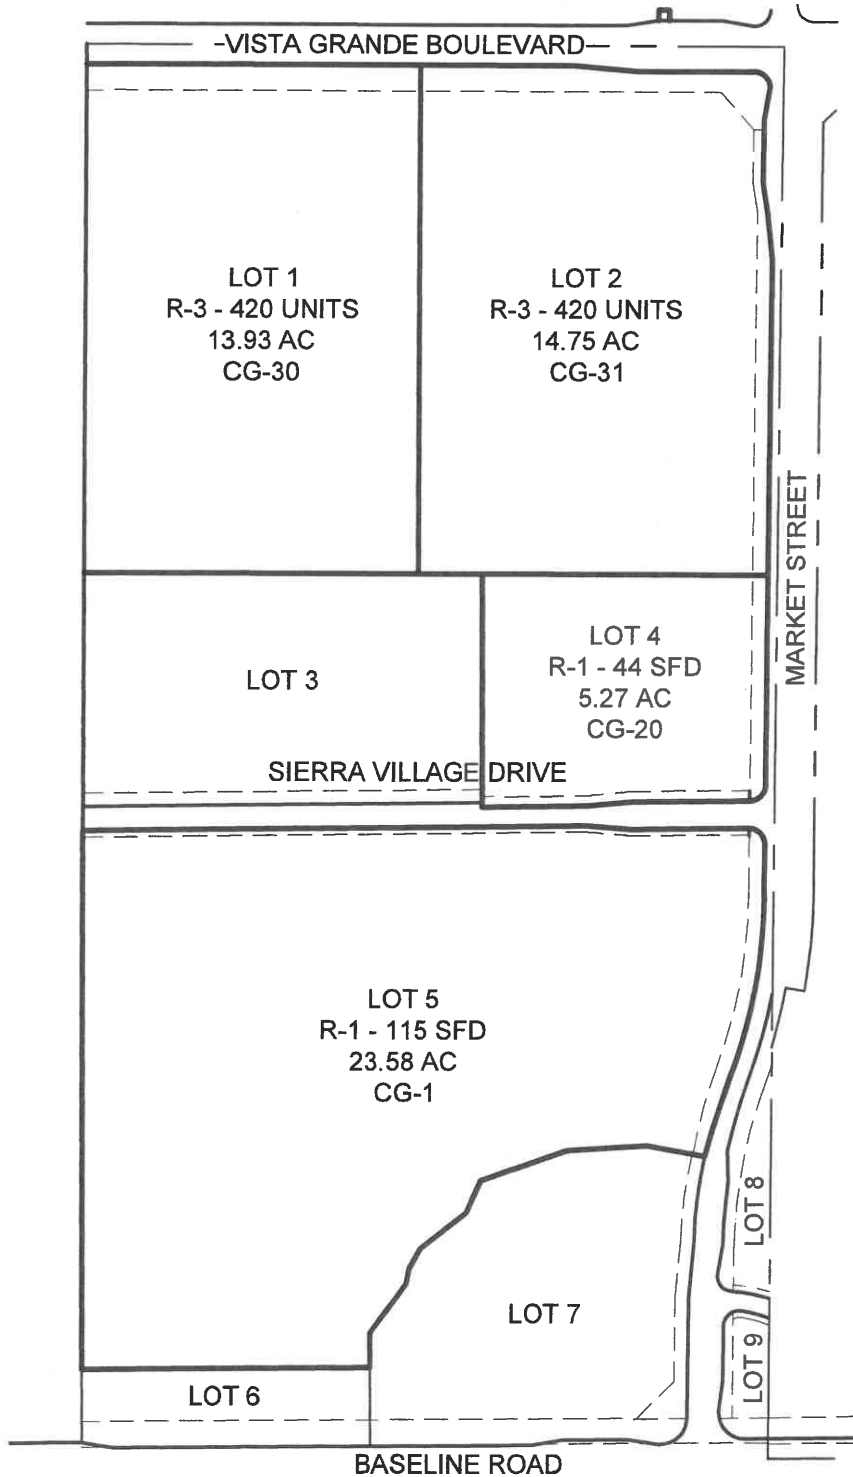 VISTA GRANDE BOULEVARD
LOT 1
R-3 - 420 UNITS
13.93 AC
CG-30
LOT 2
R-3 - 420 UNITS
14.75 AC
CG-31
MARKET STREET
LOT 3
LOT 4
R-1 - 44 SFD
5.27 AC
CG-20
SIERRA VILLAGE DRIVE
LOT 5
R-1 - 115 SFD
23.58 AC
CG-1
LOT 8
LOT 7
LOT 9
LOT 6
BASELINE ROAD